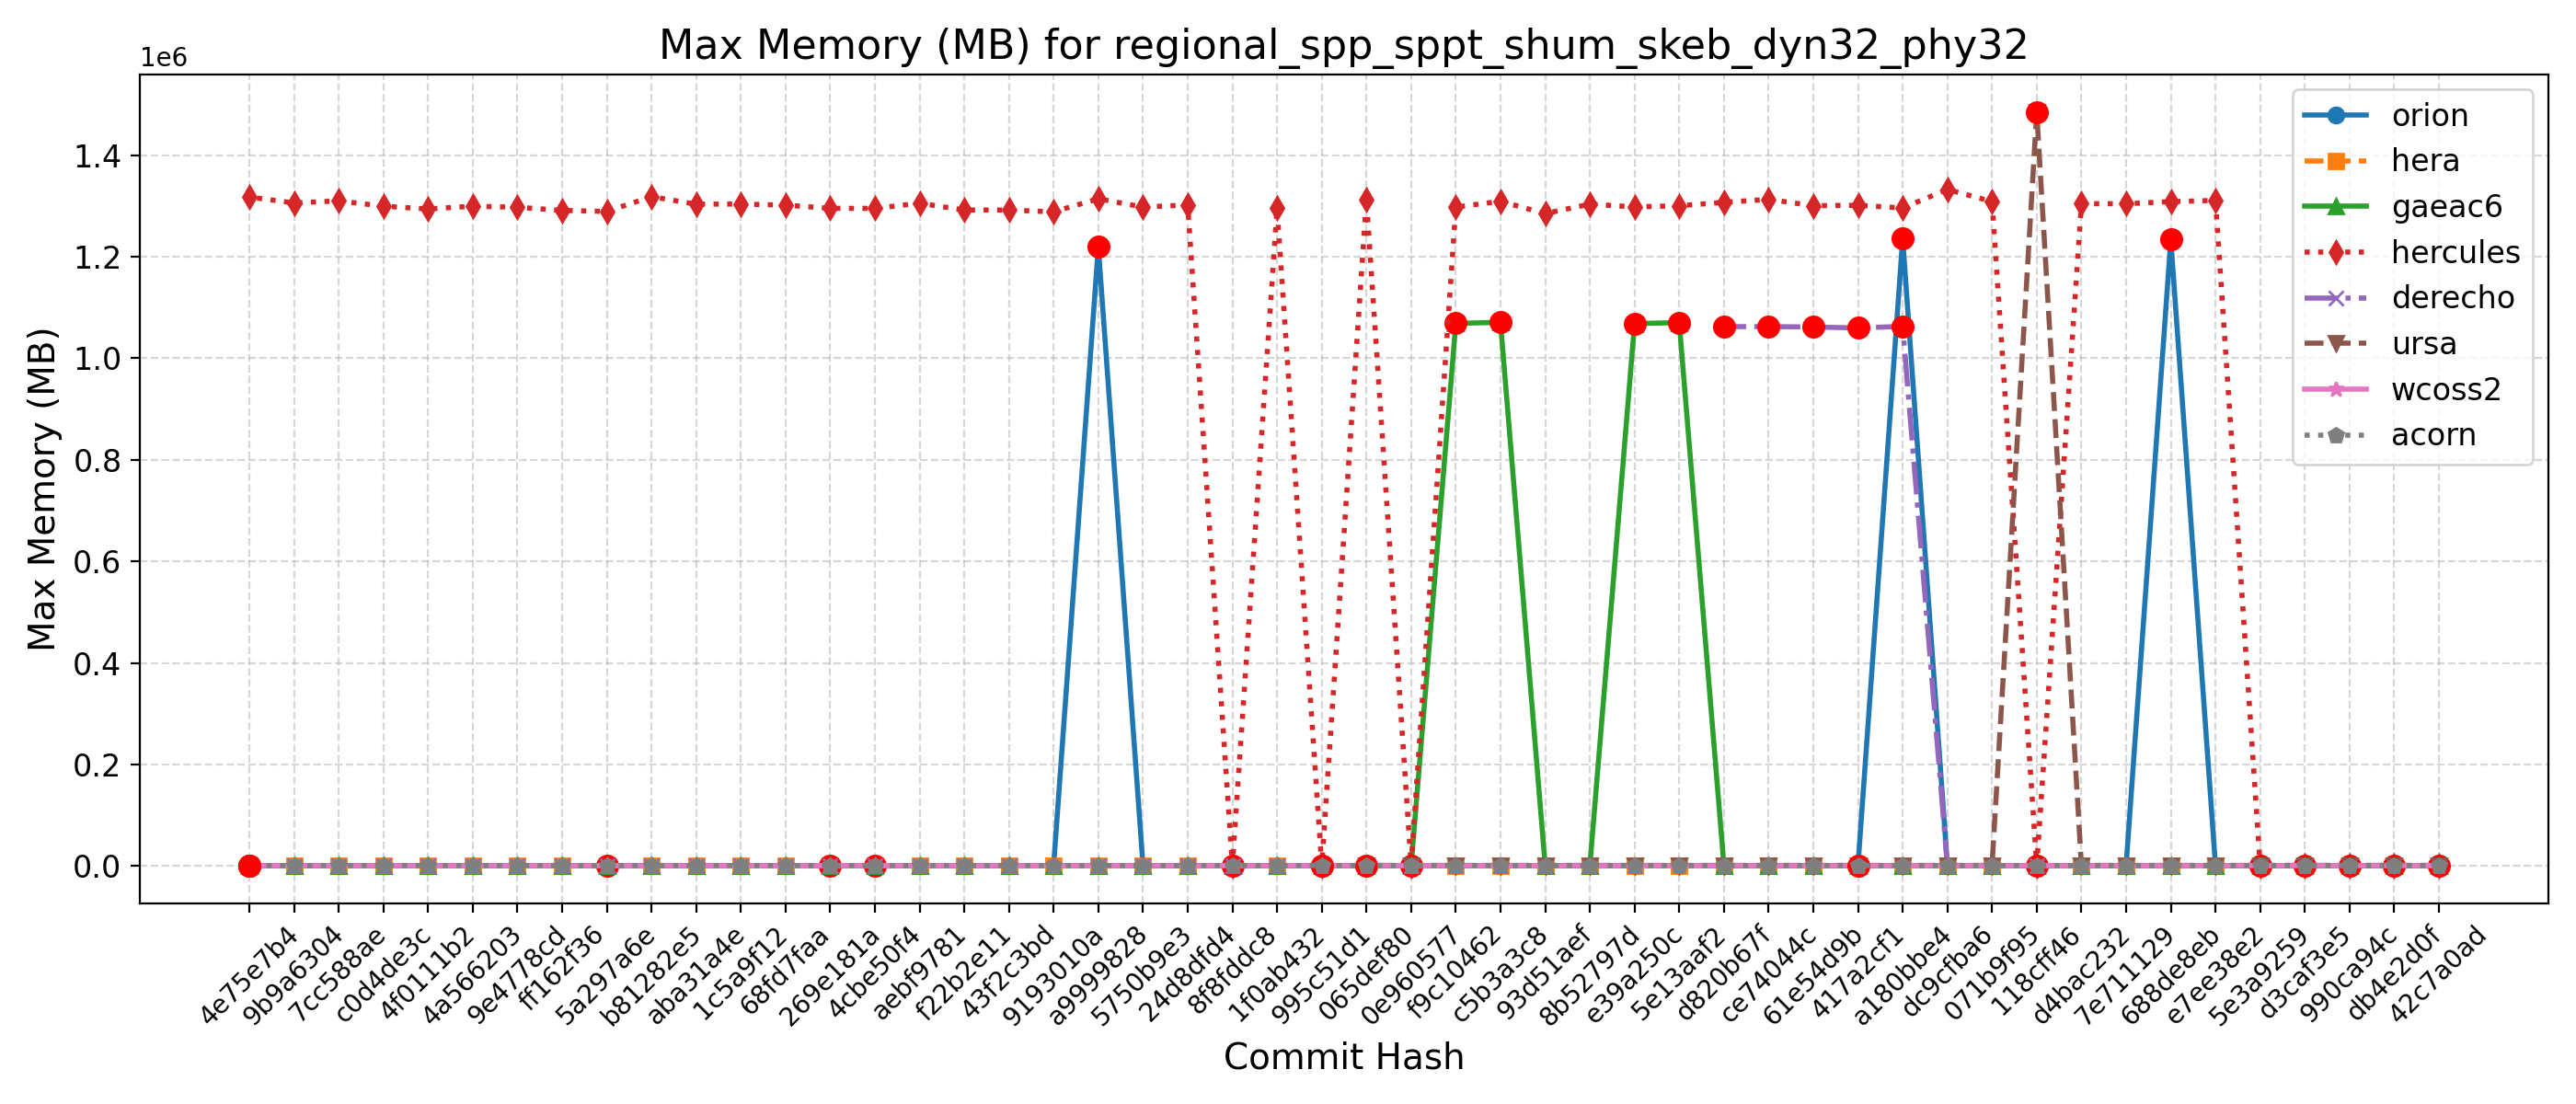 Max Memory (MB) for regional_spp_sppt_shum_skeb_dyn32_phy32
1e6
1.4
1.2
1.0
0.8
0.6
0.4
0.2
0.0
Max Memory (MB)
orion
hera
gaeac6
hercules
derecho
ursa
wcoss2
acorn
4e75e7b4
9b9a6304
7cc588ae
c0d4de3c
4f0111b2
4a566203
9e4778cd
ff162f36
5a297a6e
b81282e5
aba31a4e
1c5a9f12
68fd7faa
269e181a
4cbe50f4
aebf9781
f22b2e11
43f2c3bd
9193010a
a9999828
5750b9e3
24d8dfd4
8f8fddc8
1f0ab432
995c51d1
065def80
0e960577
f9c10462
c5b3a3c8
93d51aef
8b52797d
e39a250c
5e13aaf2
d820b67f
ce74044c
61e54d9b
417a2cf1
a180bbe4
dc9cfba6
071b9f95
118cff46
d4bac232
7e711129
688de8eb
e7ee38e2
5e3a9259
d3caf3e5
990ca94c
db4e2d0f
42c7a0ad
Commit Hash